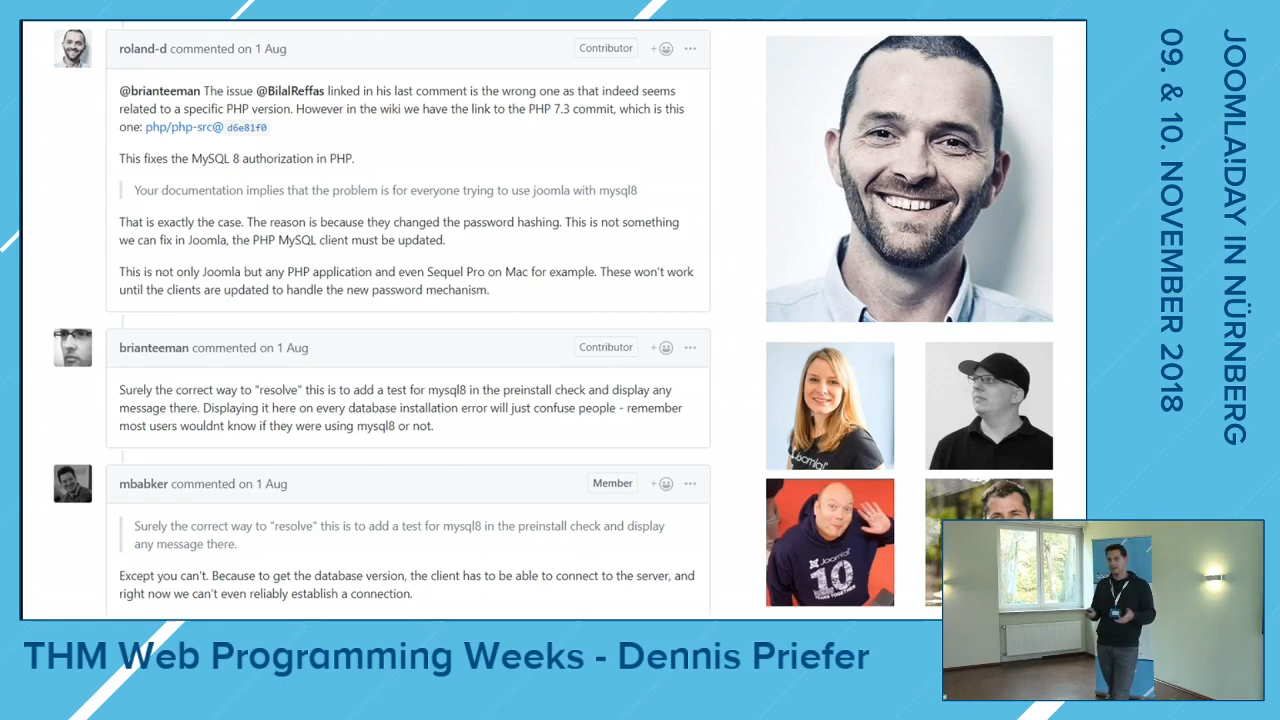 roland-d commented on 1 Aug
Contributor
@brianteeman The issue @BilalReffas linked in his last comment is the wrong one as that indeed seems
related to a specific PHP version. However in the wiki we have the link to the PHP 7.3 commit, which is this
one: php/php-src@ d6e81f0
This fixes the MySQL 8 authorization in PHP.
Your documentation implies that the problem is for everyone trying to use joomla with mysql8
That is exactly the case. The reason is because they changed the password hashing. This is not something
we can fix in Joomla, the PHP MySQL client must be updated.
This is not only Joomla but any PHP application and even Sequel Pro on Mac for example. These won't work
until the clients are updated to handle the new password mechanism.
brianteeman commented on 1 Aug
Contributor
Surely the correct way to "resolve" this is to add a test for mysql8 in the preinstall check and display any
message there. Displaying it here on every database installation error will just confuse people - remember
most users wouldnt know if they were using mysql8 or not.
mbabker commented on 1 Aug
Member
Surely the correct way to "resolve" this is to add a test for mysql8 in the preinstall check and display
any message there.
Except you can't. Because to get the database version, the client has to be able to connect to the server, and
right now we can't even reliably establish a connection.
Joomla!
Joomla!
10
YEARS TOGETHER
JOOMLA!DAY IN NÜRNBERG
09. & 10. NOVEMBER 2018
THM Web Programming Weeks - Dennis Priefer